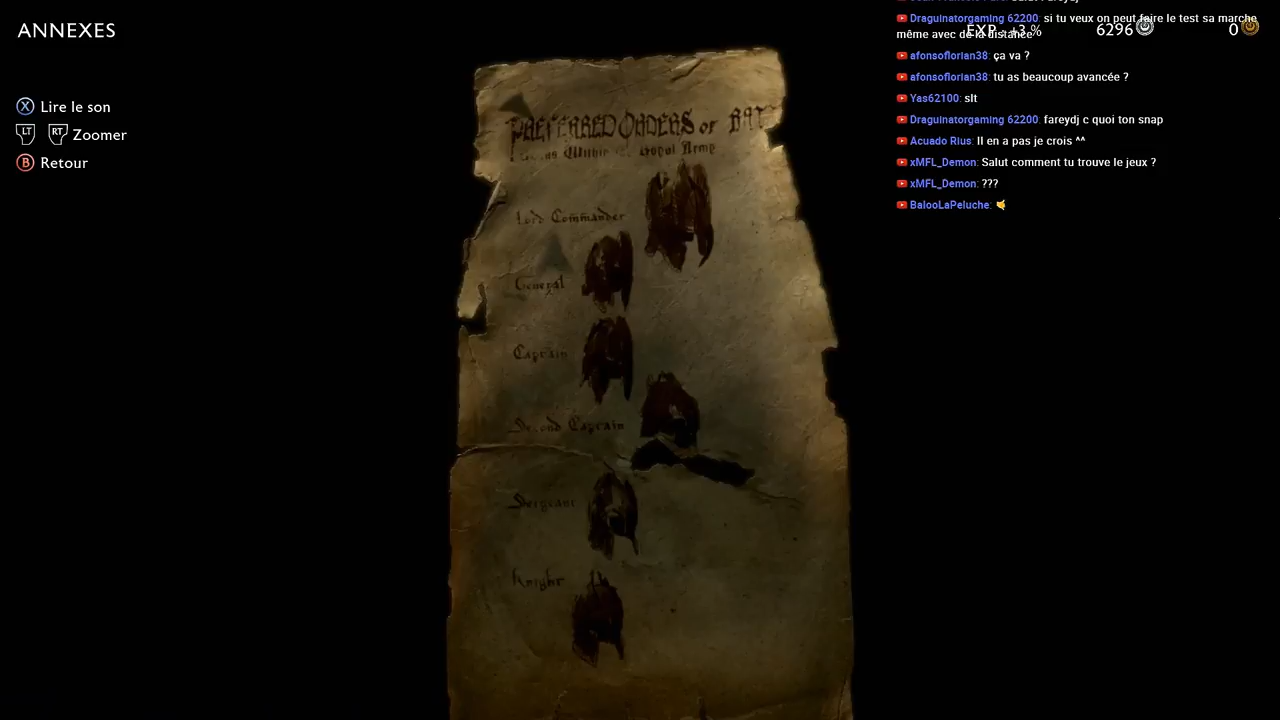 ANNEXES
Lire le son
LT RT Zoomer
B Retour
PREFERRED ORDERS of BAT
Within Royal Army
Lord Commander
General
Captain
Second Captain
Sergeant
Knight
Draguinatorgaming 62200: si tu veux on peut faire le test sa marche
même avec de la distance
EXP : +3 %
6296
0
afonsoflorian38: ça va ?
afonsoflorian38: tu as beaucoup avancée ?
Yas62100: slt
Draguinatorgaming 62200: fareydj c quoi ton snap
Acuado Rius: Il en a pas je crois ^^
xMFL_Demon: Salut comment tu trouve le jeux ?
xMFL_Demon: ???
BalooLaPeluche: 🤙